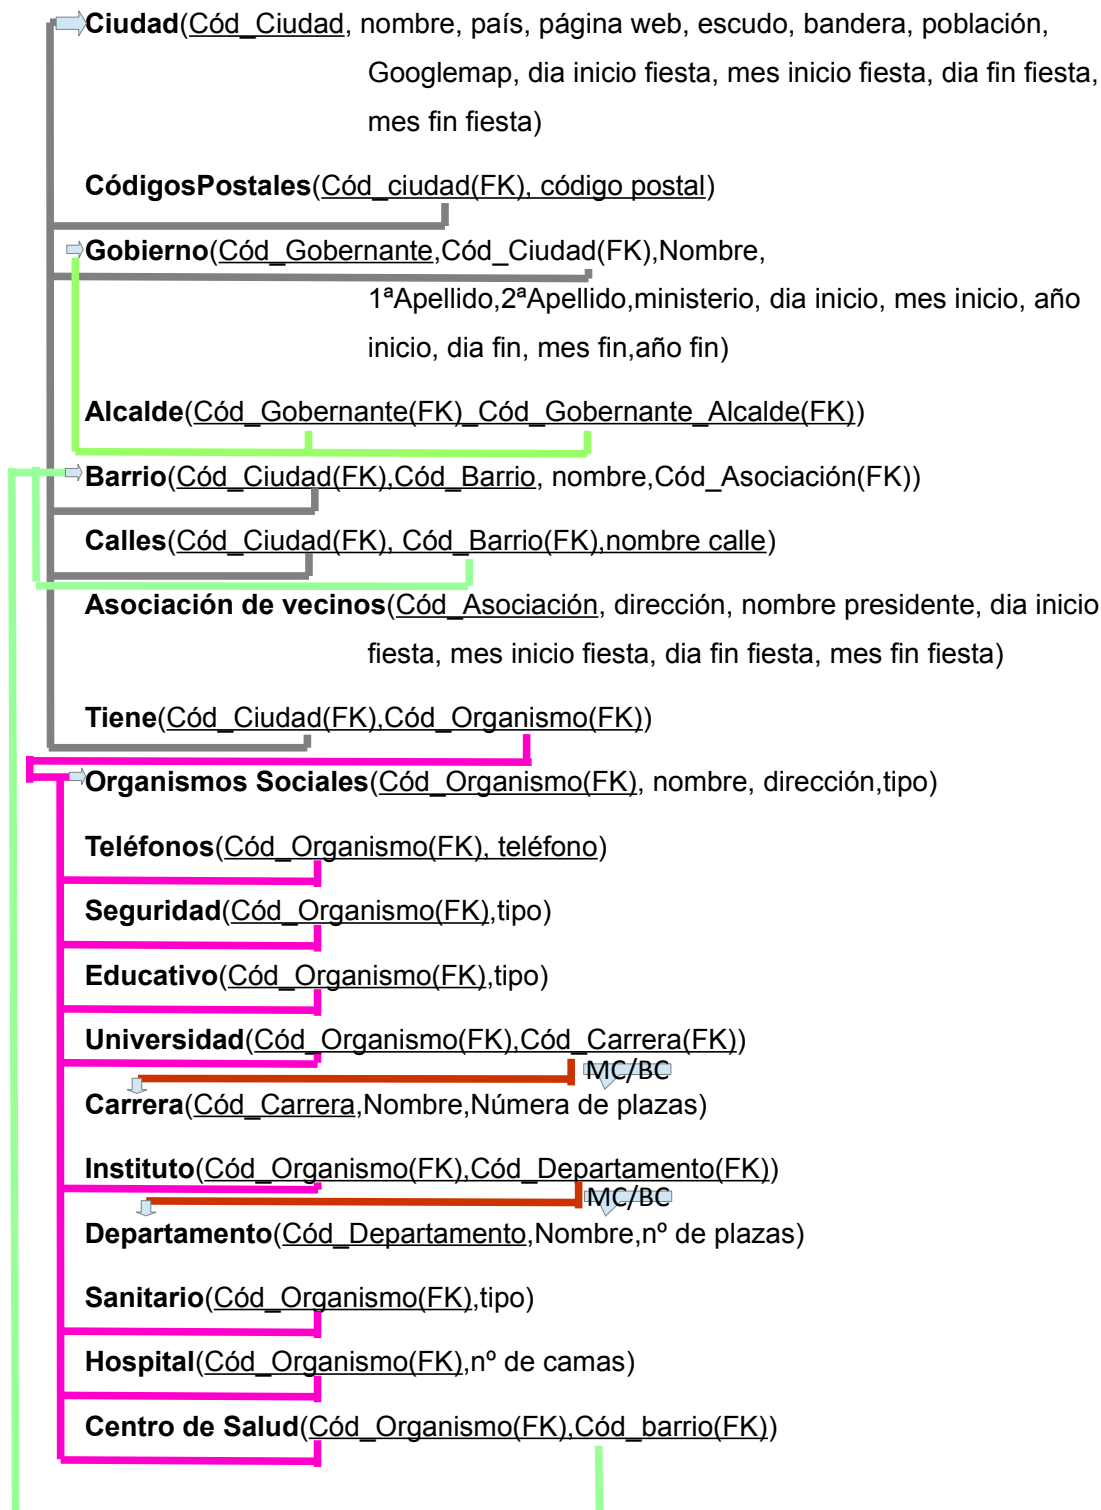 Ciudad(Cód_Ciudad, nombre, país, página web, escudo, bandera, población,
Googlemap, dia inicio fiesta, mes inicio fiesta, dia fin fiesta,
mes fin fiesta)
CódigosPostales(Cód_ciudad(FK), código postal)
Gobierno(Cód_Gobernante,Cód_Ciudad(FK),Nombre,
1ªApellido,2ªApellido,ministerio, dia inicio, mes inicio, año
inicio, dia fin, mes fin,año fin)
Alcalde(Cód_Gobernante(FK)_Cód_Gobernante_Alcalde(FK))
Barrio(Cód_Ciudad(FK),Cód_Barrio, nombre,Cód_Asociación(FK))
Calles(Cód_Ciudad(FK), Cód_Barrio(FK),nombre calle)
Asociación de vecinos(Cód_Asociación, dirección, nombre presidente, dia inicio
fiesta, mes inicio fiesta, dia fin fiesta, mes fin fiesta)
Tiene(Cód_Ciudad(FK),Cód_Organismo(FK))
Organismos Sociales(Cód_Organismo(FK), nombre, dirección,tipo)
Teléfonos(Cód_Organismo(FK), teléfono)
Seguridad(Cód_Organismo(FK),tipo)
Educativo(Cód_Organismo(FK),tipo)
Universidad(Cód_Organismo(FK),Cód_Carrera(FK))
MC/BC
Carrera(Cód_Carrera,Nombre,Númera de plazas)
Instituto(Cód_Organismo(FK),Cód_Departamento(FK))
MC/BC
Departamento(Cód_Departamento,Nombre,nº de plazas)
Sanitario(Cód_Organismo(FK),tipo)
Hospital(Cód_Organismo(FK),nº de camas)
Centro de Salud(Cód_Organismo(FK),Cód_barrio(FK))